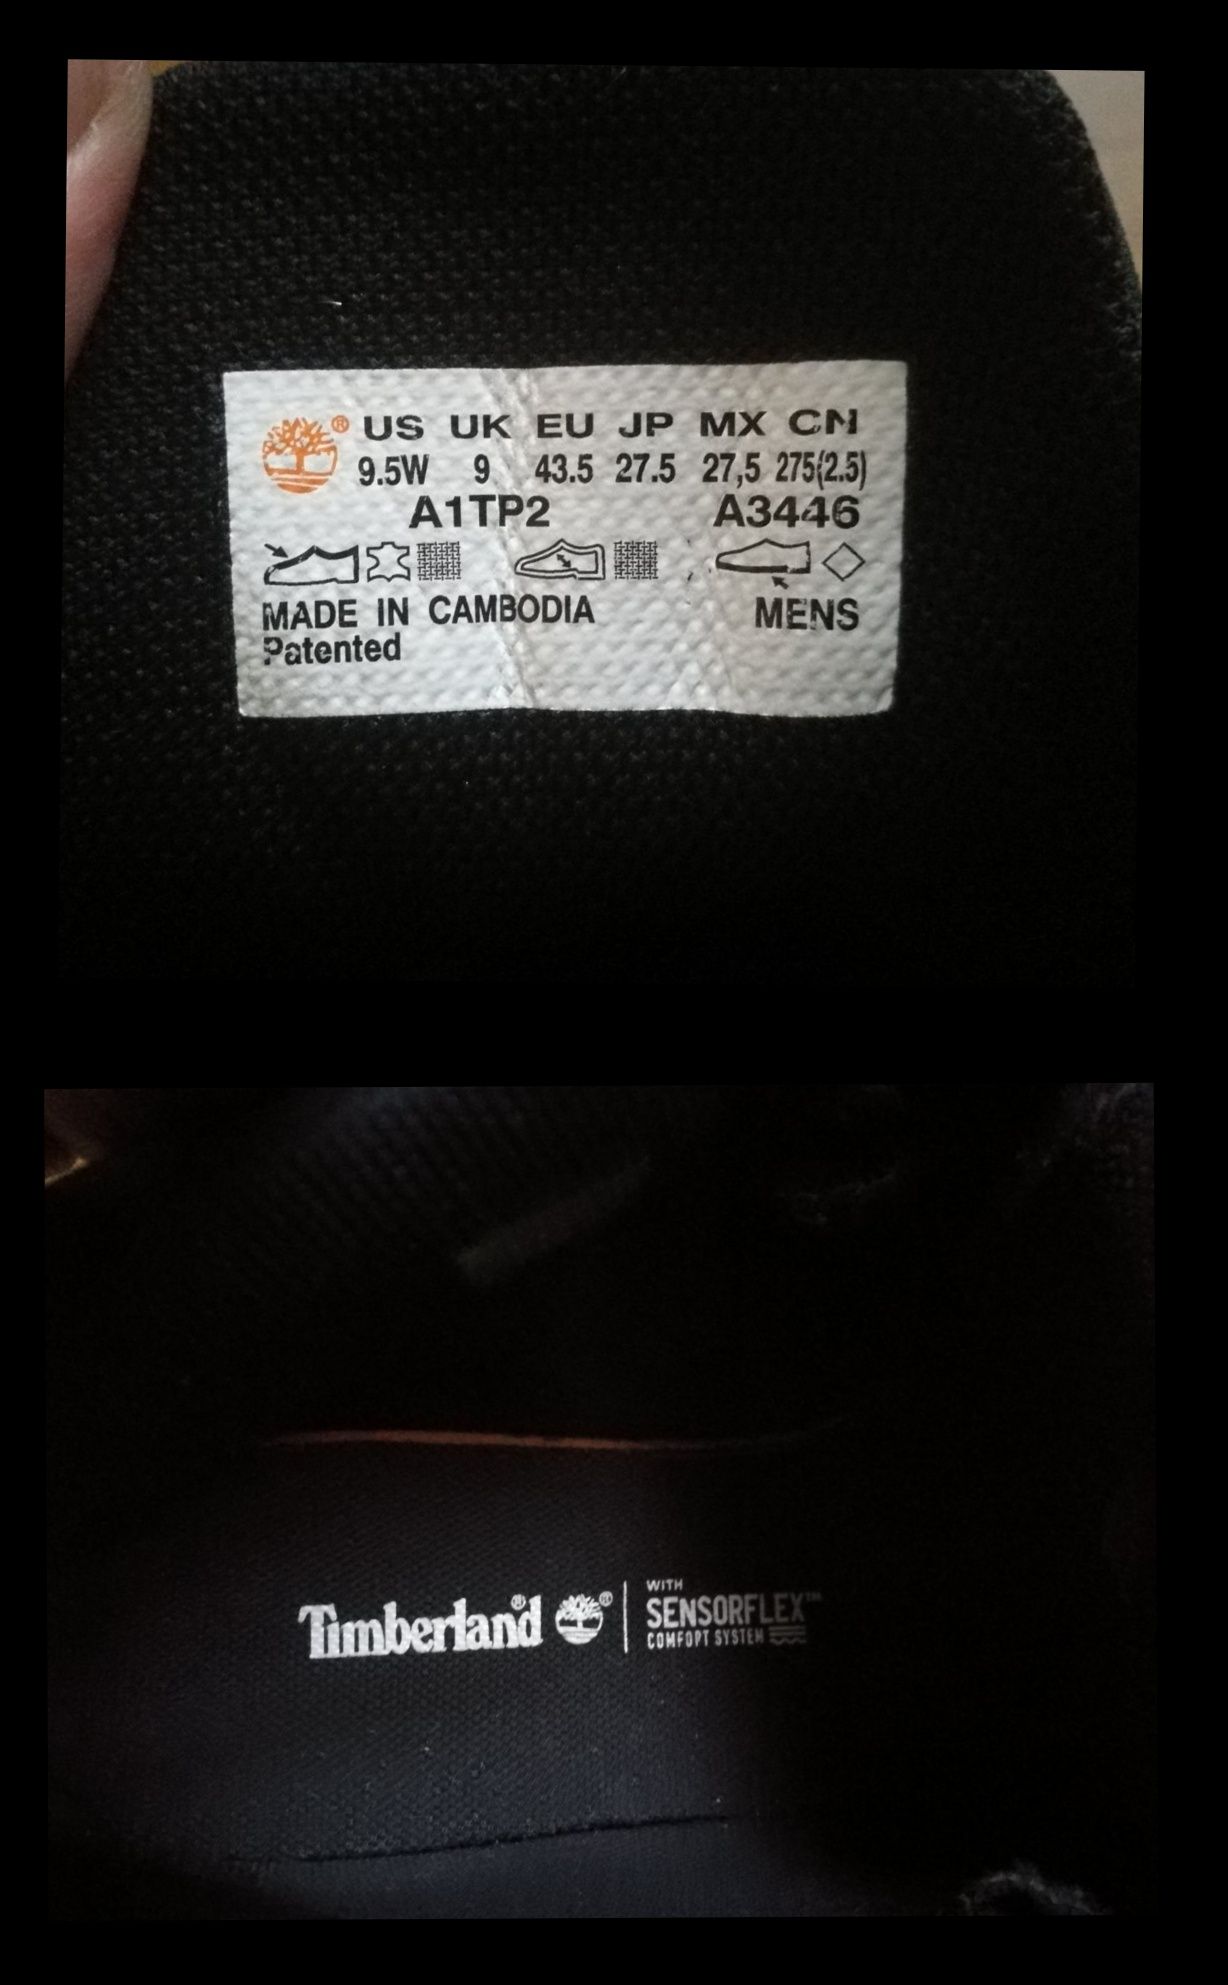 ® US UK EU JP MX CN
9.5W 9 43.5 27.5 27,5 275(2.5)
A1TP2 A3446
MADE IN CAMBODIA MENS
Patented
Timberland® ® WITH
SENSORFLEX™
COMFORT SYSTEM